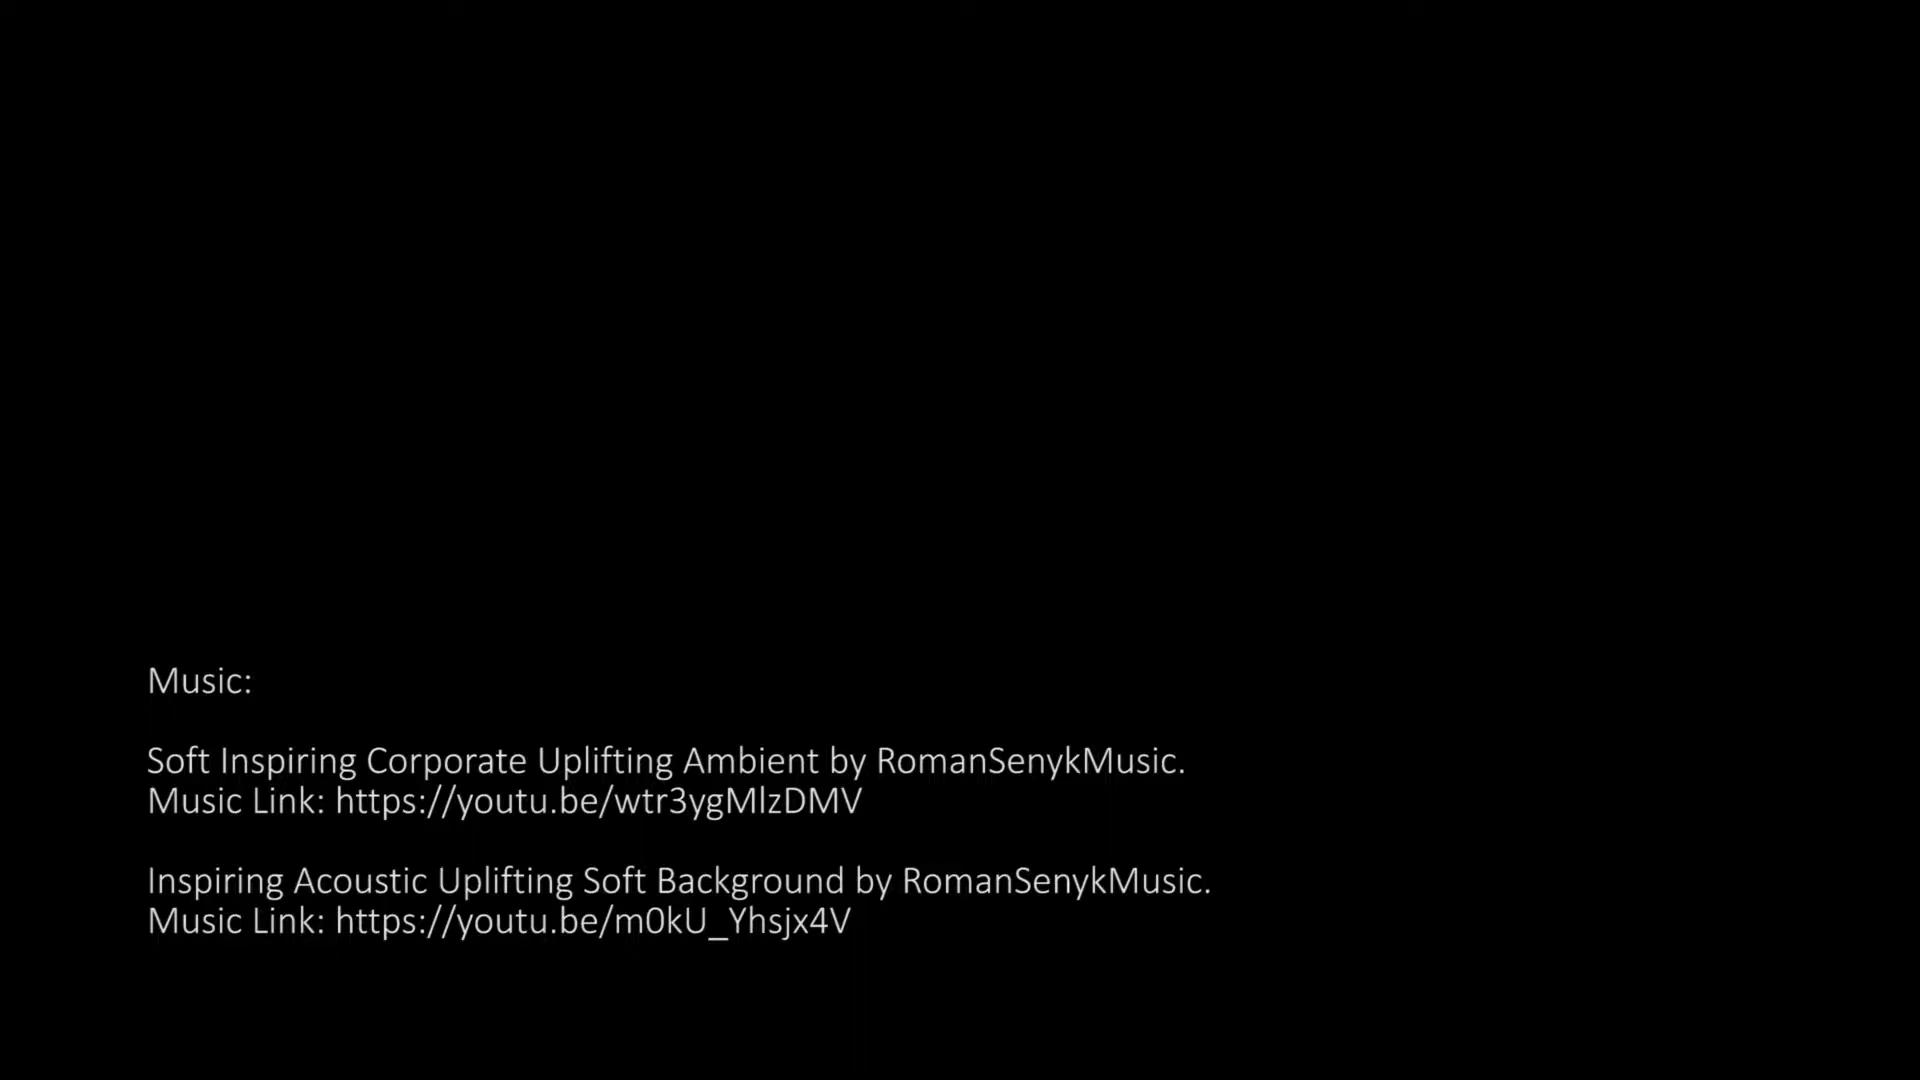 Music:
Soft Inspiring Corporate Uplifting Ambient by RomanSenykMusic.
Music Link: https://youtu.be/wtr3ygMlzDMV
Inspiring Acoustic Uplifting Soft Background by RomanSenykMusic.
Music Link: https://youtu.be/m0kU_Yhsjx4V